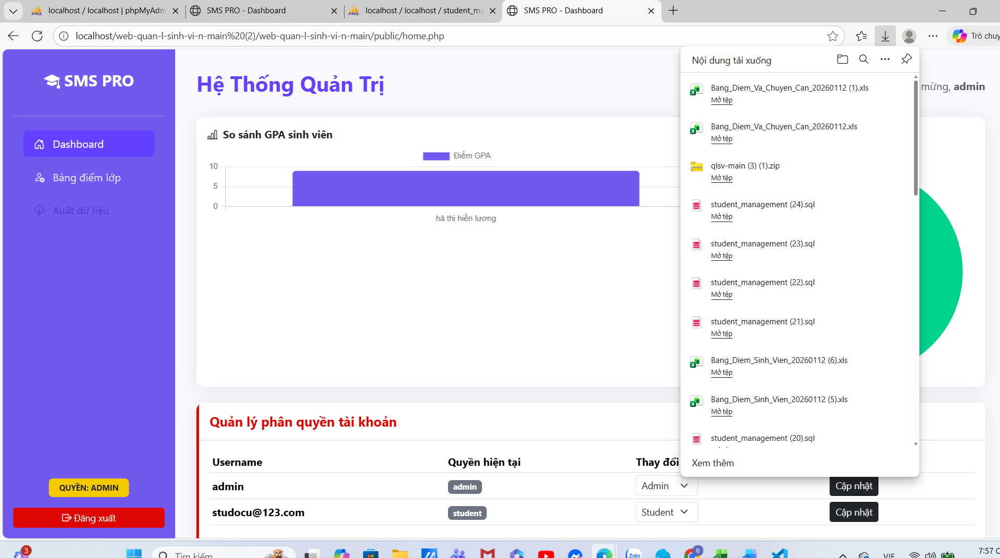 localhost / localhost | phpMyAdm
SMS PRO - Dashboard
localhost / localhost / student_ma
SMS PRO - Dashboard
localhost/web-quan-l-sinh-vi-n-main%20(2)/web-quan-l-sinh-vi-n-main/public/home.php
Trò chuy
SMS PRO
Dashboard
Bảng điểm lớp
Xuất dữ liệu
QUYỀN: ADMIN
Đăng xuất
Hệ Thống Quản Trị
mừng, admin
So sánh GPA sinh viên
Điểm GPA
10
5
0
hà thị hiền lương
Nội dung tải xuống
Bang_Diem_Va_Chuyen_Can_20260112 (1).xls
Mở tệp
Bang_Diem_Va_Chuyen_Can_20260112.xls
Mở tệp
qlsv-main (3) (1).zip
Mở tệp
student_management (24).sql
Mở tệp
student_management (23).sql
Mở tệp
student_management (22).sql
Mở tệp
student_management (21).sql
Mở tệp
Bang_Diem_Sinh_Vien_20260112 (6).xls
Mở tệp
Bang_Diem_Sinh_Vien_20260112 (5).xls
Mở tệp
student_management (20).sql
Xem thêm
Quản lý phân quyền tài khoản
Username Quyền hiện tại Thay đổi
admin admin Admin Cập nhật
studocu@123.com student Student Cập nhật
3
Tìm kiếm
Zalo
B
VIE
7:57 C